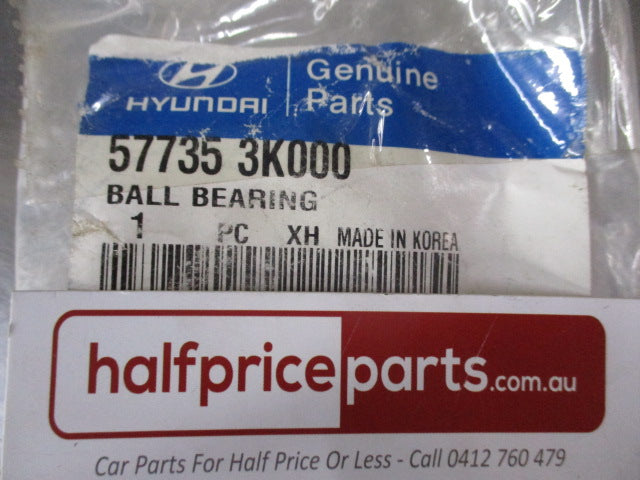 HYUNDAI
Genuine
Parts
57735 3K000
BALL BEARING
1 PC XH MADE IN KOREA
halfpriceparts.com.au
Car Parts For Half Price Or Less - Call 0412 760 479